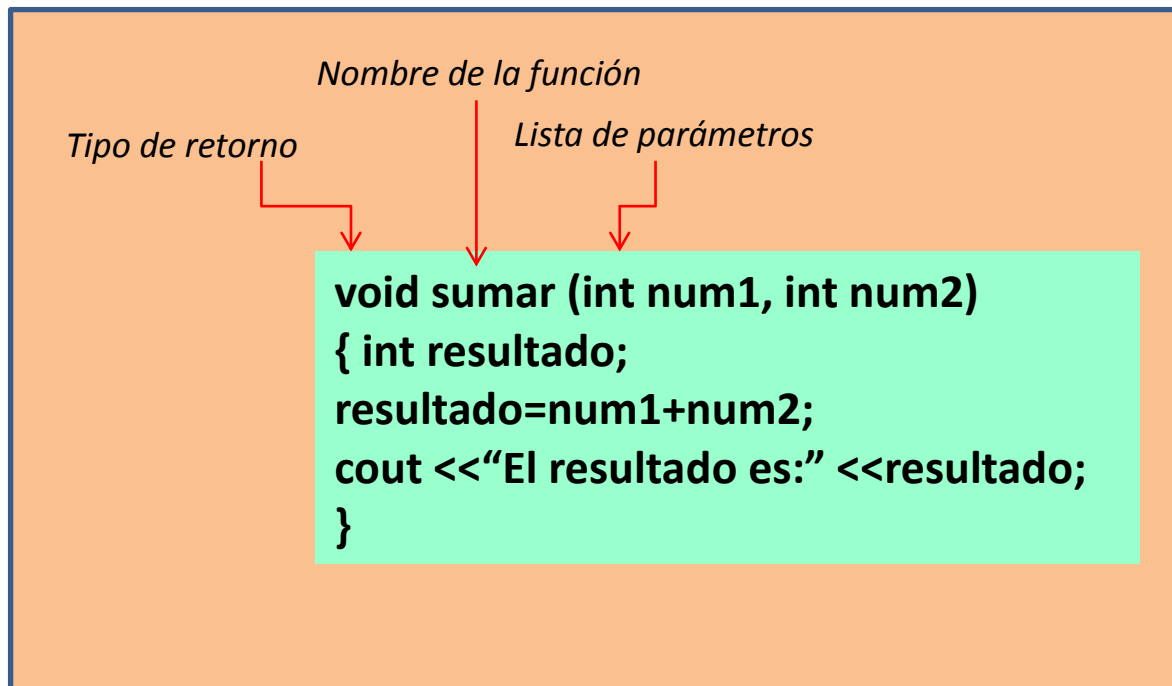 Nombre de la función
Tipo de retorno
Lista de parámetros
void sumar (int num1, int num2)
{ int resultado;
resultado=num1+num2;
cout <<“El resultado es:” <<resultado;
}